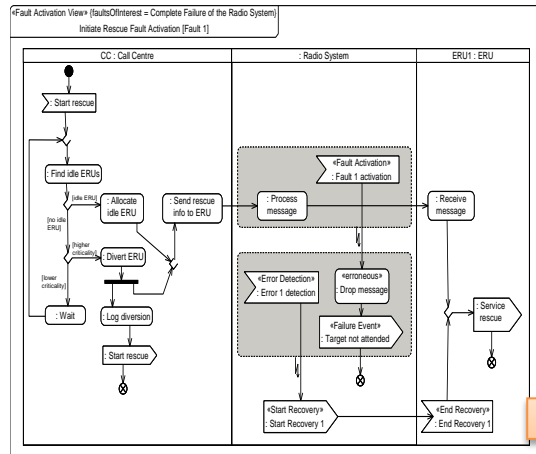 «Fault Activation View» {faultsOfInterest = Complete Failure of the Radio System}
Initiate Rescue Fault Activation [Fault 1]
CC : Call Centre
: Radio System
ERU1 : ERU
: Start rescue
«Fault Activation»
: Fault 1 activation
: Find idle ERUs
[idle ERU]
: Allocate
idle ERU
: Send rescue
info to ERU
: Process
message
: Receive
message
[no idle
ERU]
[higher
criticality]
: Divert ERU
[lower
criticality]
«Error Detection»
: Error 1 detection
«erroneous»
: Drop message
: Wait
: Log diversion
«Failure Event»
: Target not attended
: Service
rescue
: Start rescue
«Start Recovery»
: Start Recovery 1
«End Recovery»
: End Recovery 1